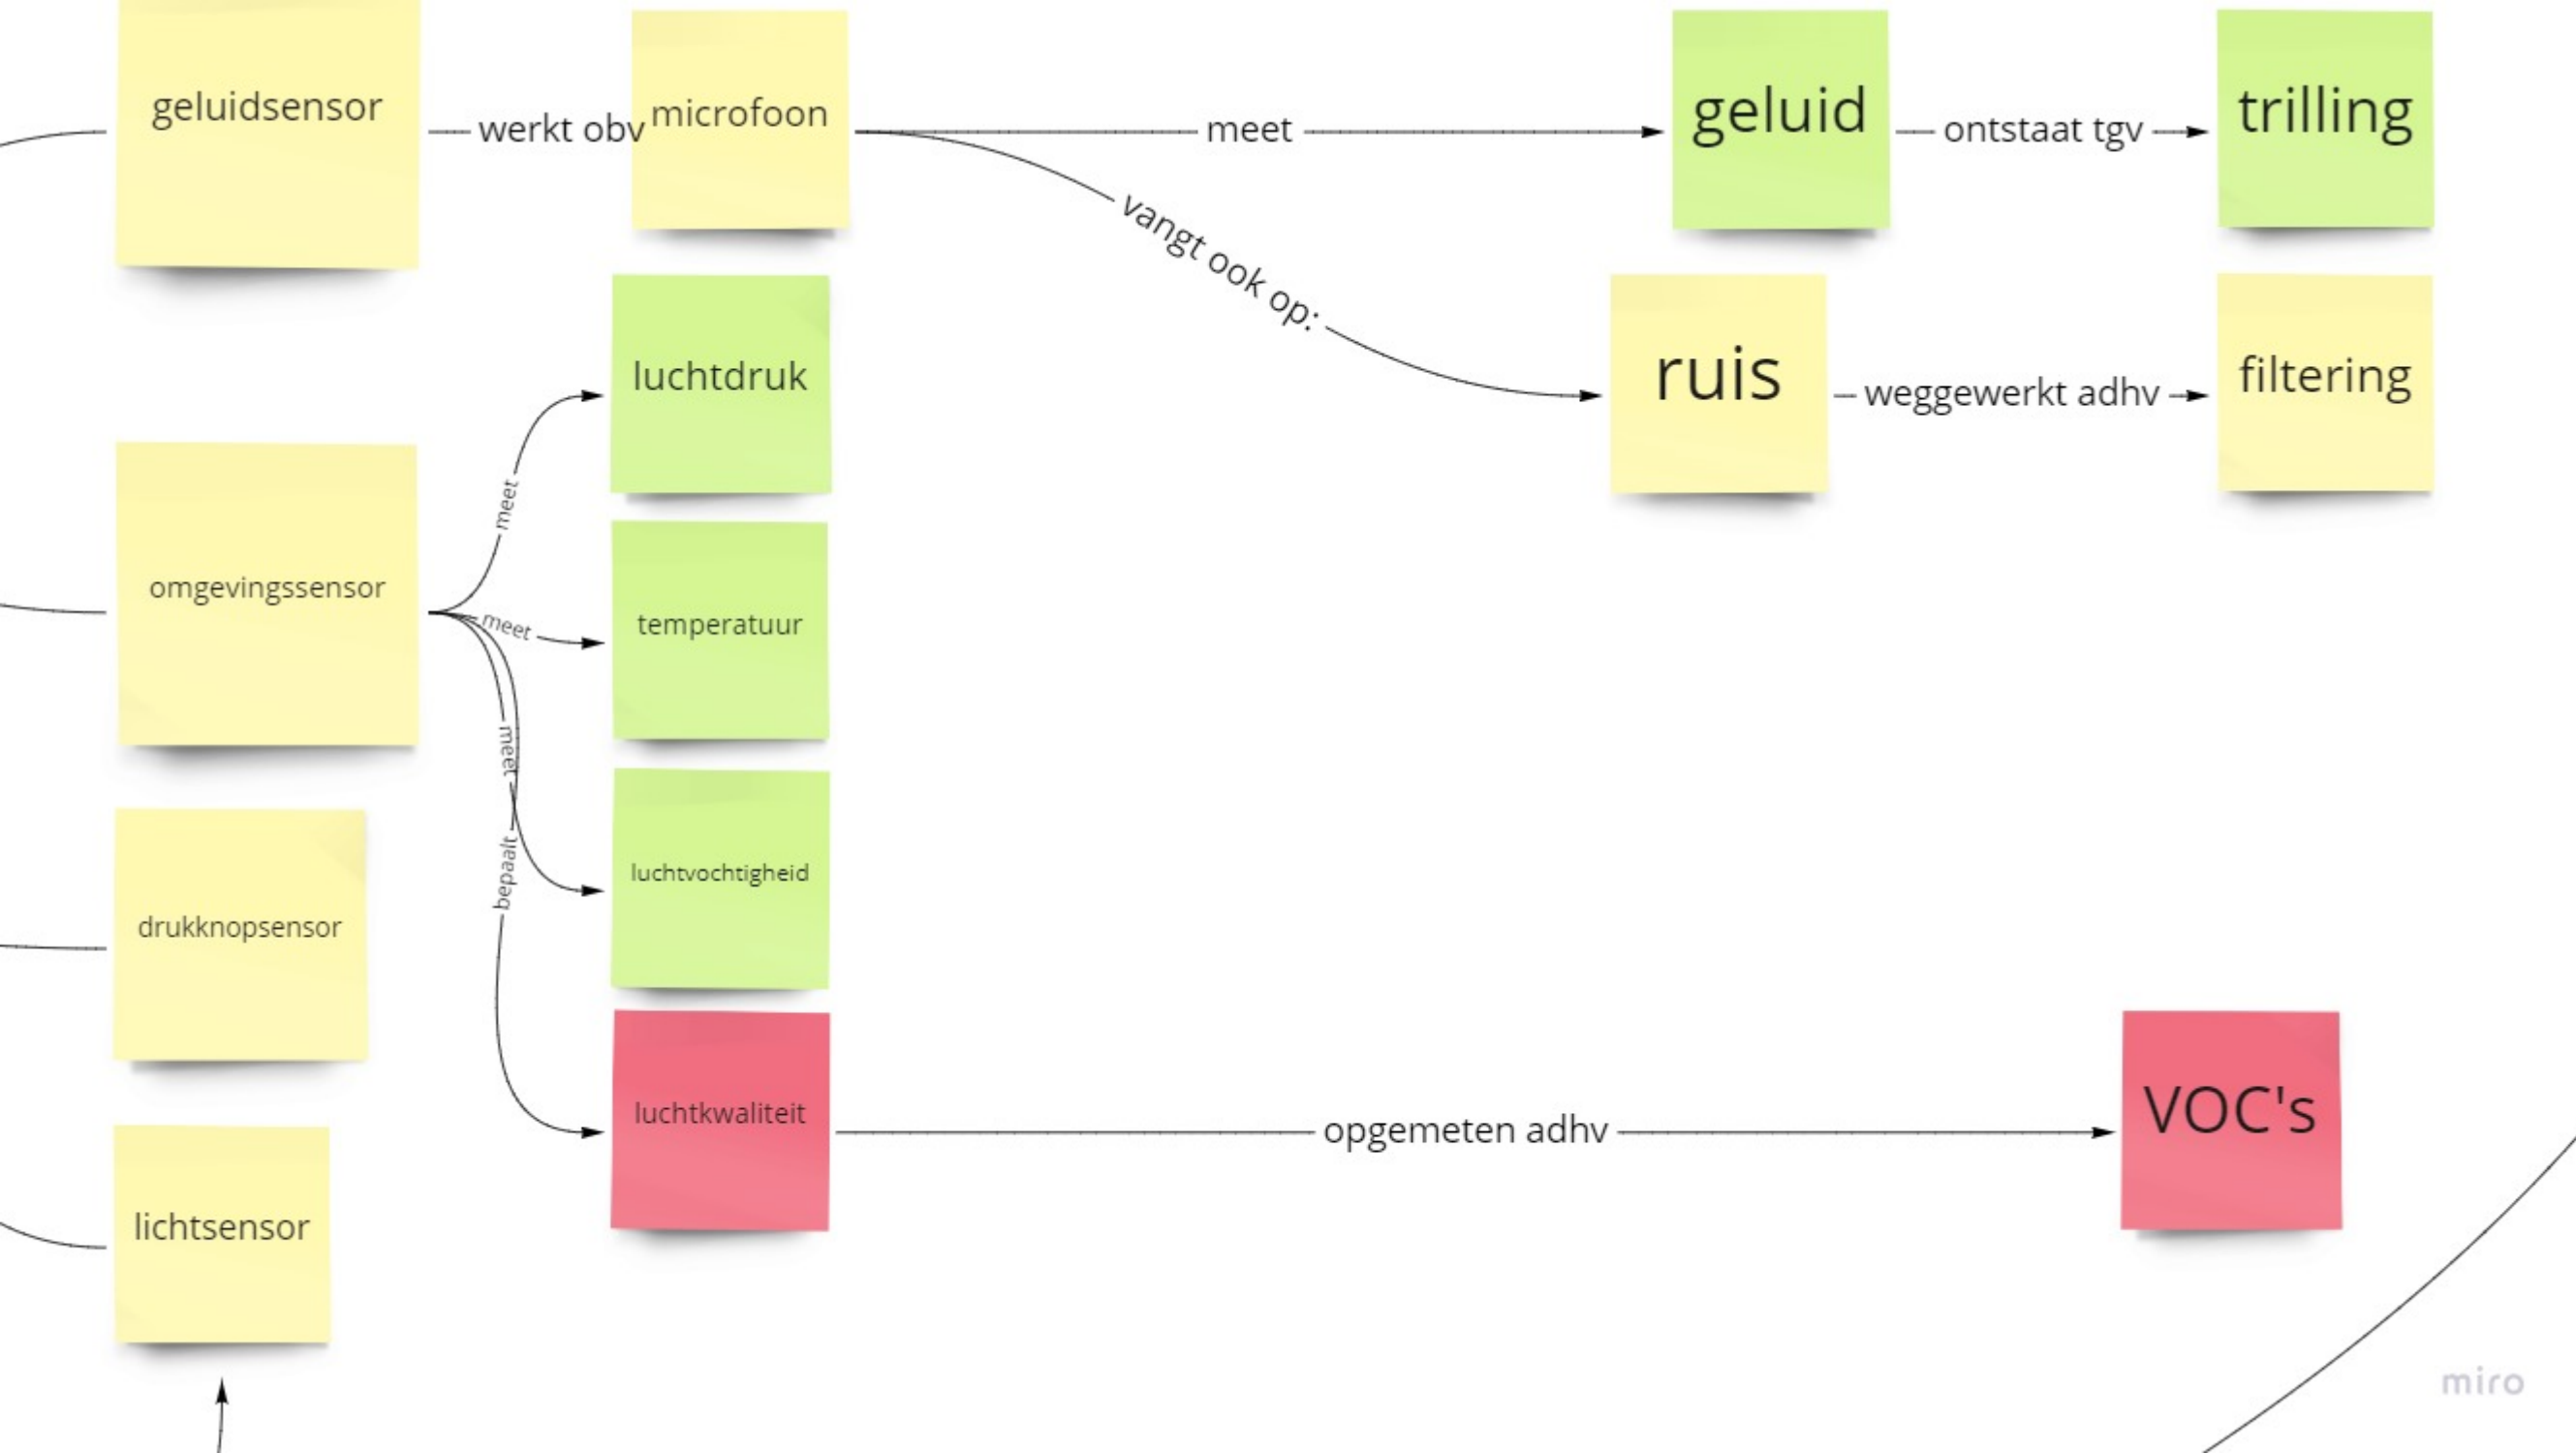 geluidsensor
werkt obv
microfoon
meet
geluid
ontstaat tgv
trilling
vangt ook op:
ruis
weggewerkt adhv
filtering
omgevingssensor
meet
luchtdruk
meet
temperatuur
meet
luchtvochtigheid
bepaalt
luchtkwaliteit
opgemeten adhv
VOC's
drukknopsensor
lichtsensor
miro